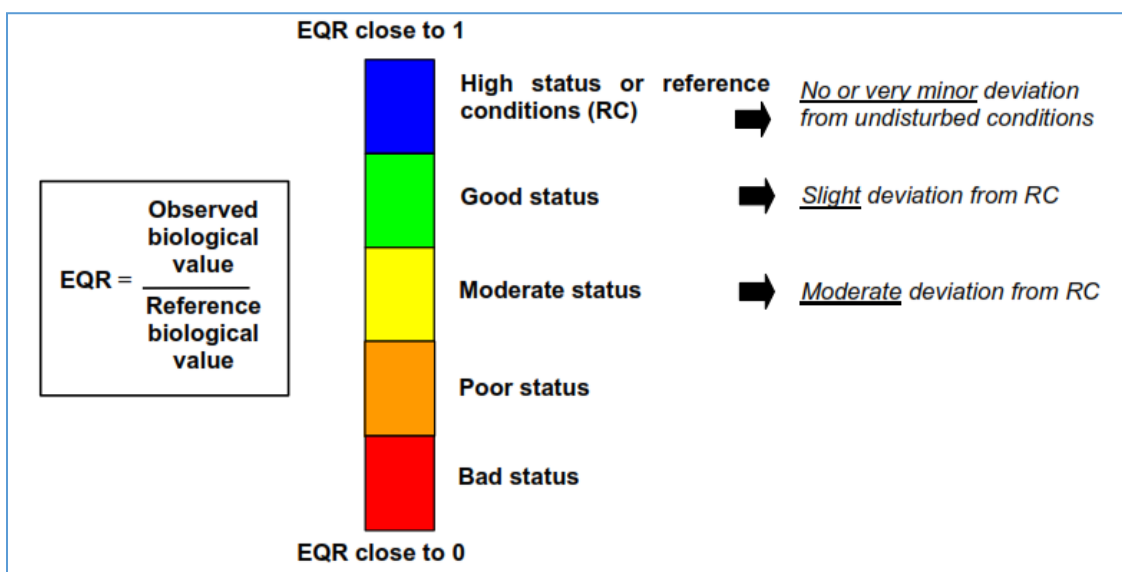 EQR close to 1
High status or reference
conditions (RC)
No or very minor deviation
from undisturbed conditions
Good status
Slight deviation from RC
Observed
biological
value
EQR =
Reference
biological
value
Moderate status
Moderate deviation from RC
Poor status
Bad status
EQR close to 0